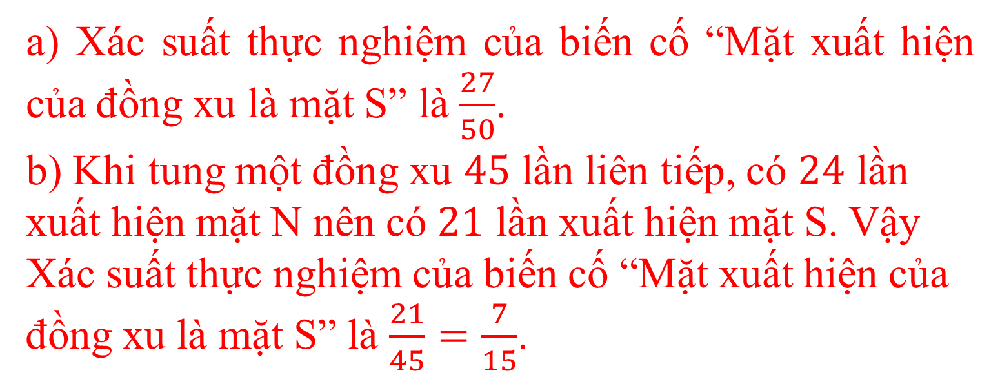 a) Xác suất thực nghiệm của biến cố “Mặt xuất hiện
của đồng xu là mặt S” là 27/50.
b) Khi tung một đồng xu 45 lần liên tiếp, có 24 lần
xuất hiện mặt N nên có 21 lần xuất hiện mặt S. Vậy
Xác suất thực nghiệm của biến cố “Mặt xuất hiện của
đồng xu là mặt S” là 21/45 = 7/15.